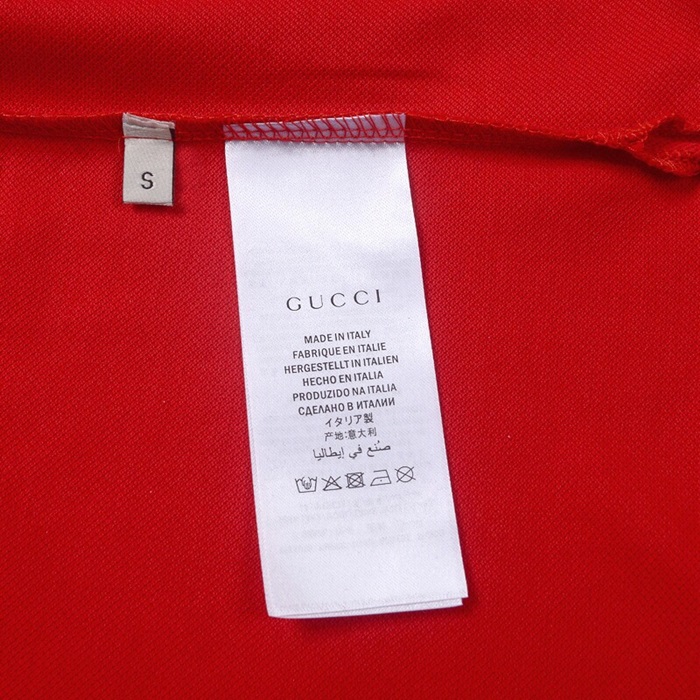 S
GUCCI
MADE IN ITALY
FABRIQUE EN ITALIE
HERGESTELLT IN ITALIEN
HECHO EN ITALIA
PRODUZIDO NA ITALIA
СДЕЛАНО В ИТАЛИИ
イタリア製
产地:意大利
صنع في إيطاليا